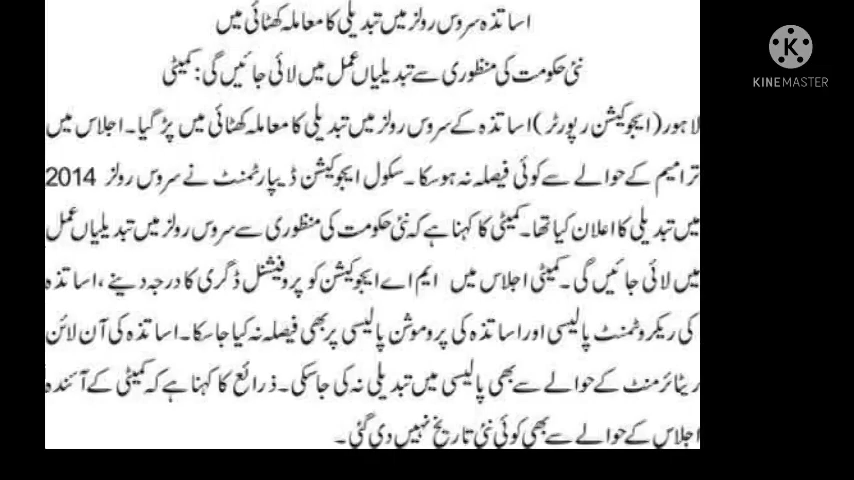 اساتذہ سروس رولز میں تبدیلی کا معاملہ کھٹائی میں
نئی حکومت کی منظوری سے تبدیلیاں عمل میں لائی جائیں گی: کمیٹی
لاہور (ایجوکیشن رپورٹر) اساتذہ کے سروس رولز میں تبدیلی کا معاملہ کھٹائی میں پڑ گیا۔ اجلاس میں
ترامیم کے حوالے سے کوئی فیصلہ نہ ہوسکا۔ سکول ایجوکیشن ڈیپارٹمنٹ نے سروس رولز 2014
میں تبدیلی کا اعلان کیا تھا۔ کمیٹی کا کہنا ہے کہ نئی حکومت کی منظوری سے سروس رولز میں تبدیلیاں عمل
میں لائی جائیں گی۔ کمیٹی اجلاس میں ایم اے ایجوکیشن کو پروفیشنل ڈگری کا درجہ دینے، اساتذہ
کی ریکروٹمنٹ پالیسی اور اساتذہ کی پروموشن پالیسی پر بھی فیصلہ نہ کیا جاسکا۔ اساتذہ کی آن لائن
ریٹائرمنٹ کے حوالے سے بھی پالیسی میں تبدیلی نہ کی جاسکی۔ ذرائع کا کہنا ہے کہ کمیٹی کے آئندہ
اجلاس کے حوالے سے بھی کوئی نئی تاریخ نہیں دی گئی۔
KINEMASTER